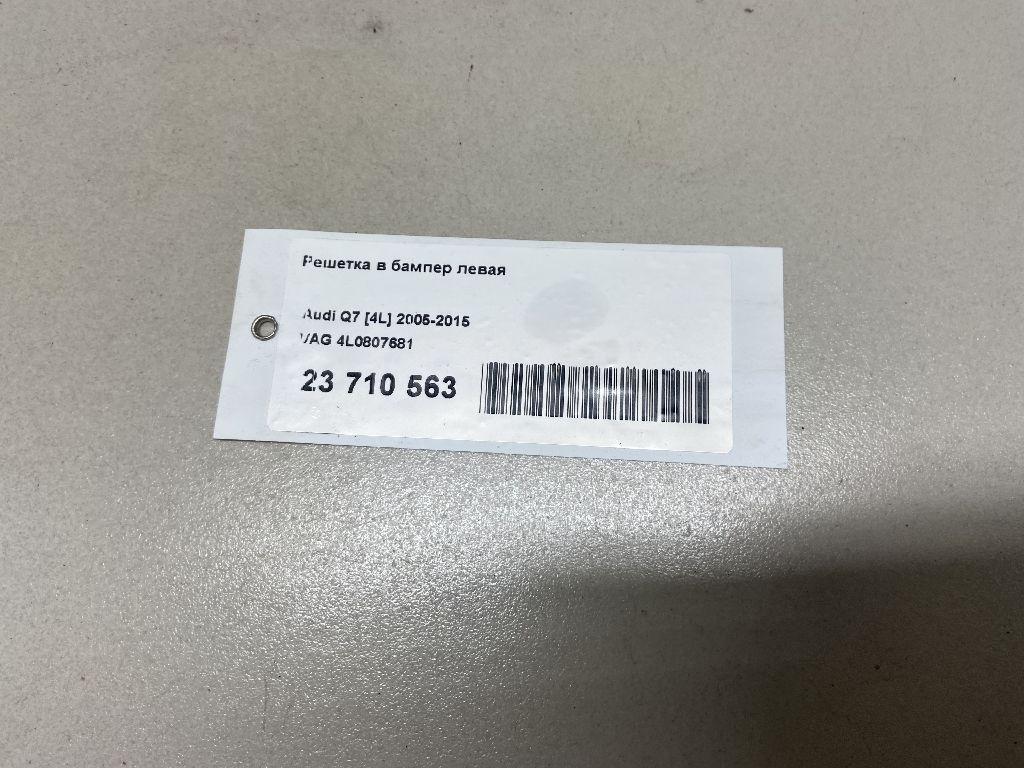 Решетка в бампер левая
Audi Q7 [4L] 2005-2015
VAG 4L0807681
23 710 563